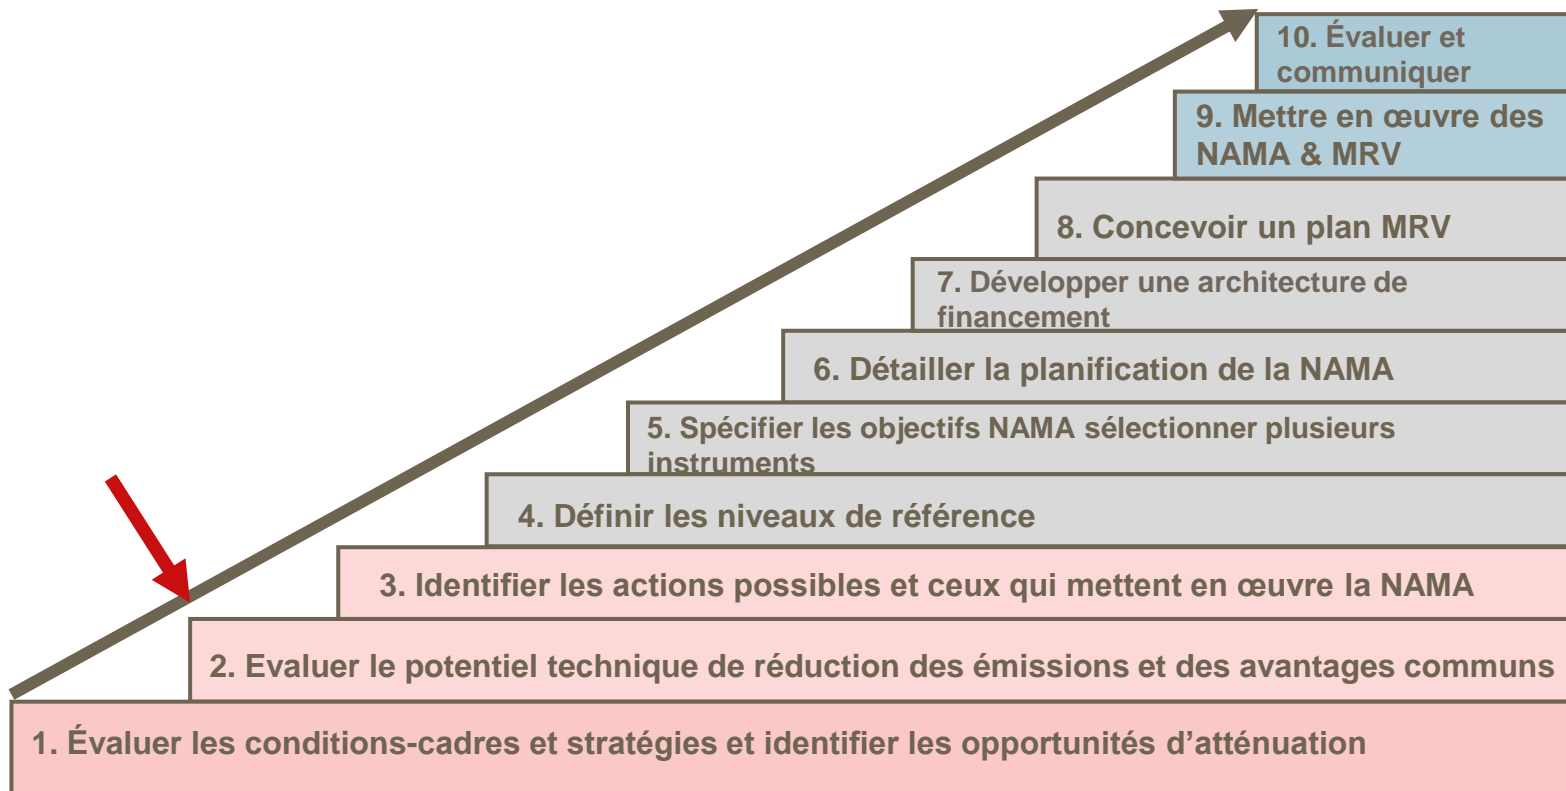 10. Évaluer et
communiquer
9. Mettre en œuvre des
NAMA & MRV
8. Concevoir un plan MRV
7. Développer une architecture de
financement
6. Détailler la planification de la NAMA
5. Spécifier les objectifs NAMA sélectionner plusieurs
instruments
4. Définir les niveaux de référence
3. Identifier les actions possibles et ceux qui mettent en œuvre la NAMA
2. Evaluer le potentiel technique de réduction des émissions et des avantages communs
1. Évaluer les conditions-cadres et stratégies et identifier les opportunités d’atténuation